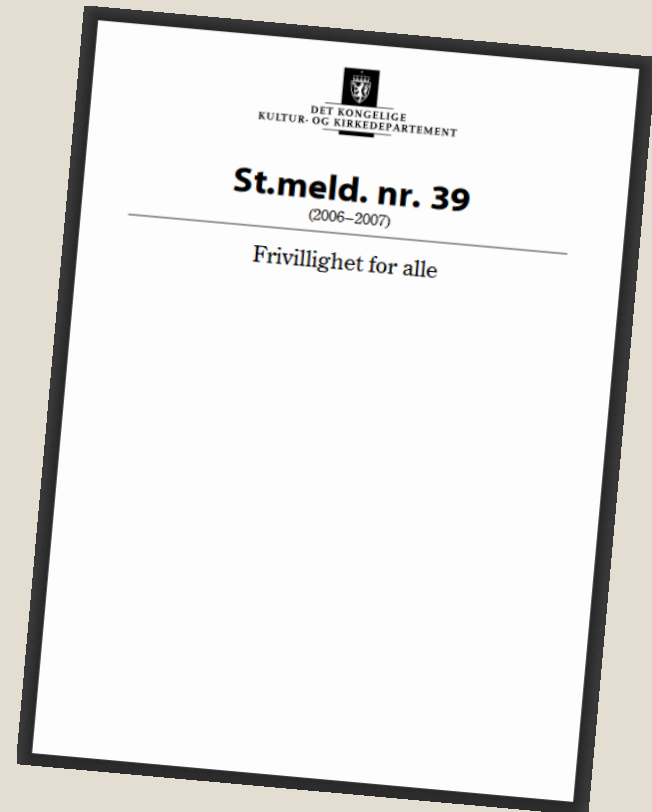 DET KONGELIGE
KULTUR- OG KIRKEDEPARTEMENT
St.meld. nr. 39
(2006–2007)
Frivillighet for alle